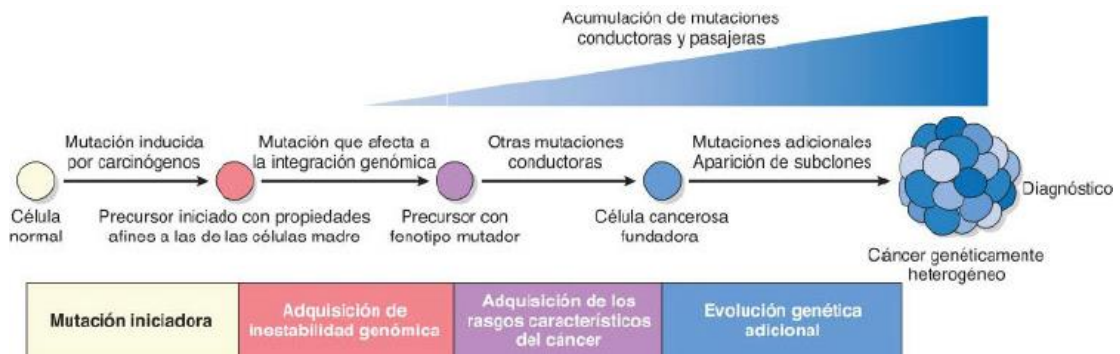 Acumulación de mutaciones
conductoras y pasajeras
Mutación inducida
por carcinógenos
Mutación que afecta a
la integración genómica
Otras mutaciones
conductoras
Mutaciones adicionales
Aparición de subclones
Diagnóstico
Célula
normal
Precursor iniciado con propiedades
afines a las de las células madre
Precursor con
fenotipo mutador
Célula cancerosa
fundadora
Cáncer genéticamente
heterogéneo
Mutación iniciadora
Adquisición de
inestabilidad genómica
Adquisición de los
rasgos característicos
del cáncer
Evolución genética
adicional